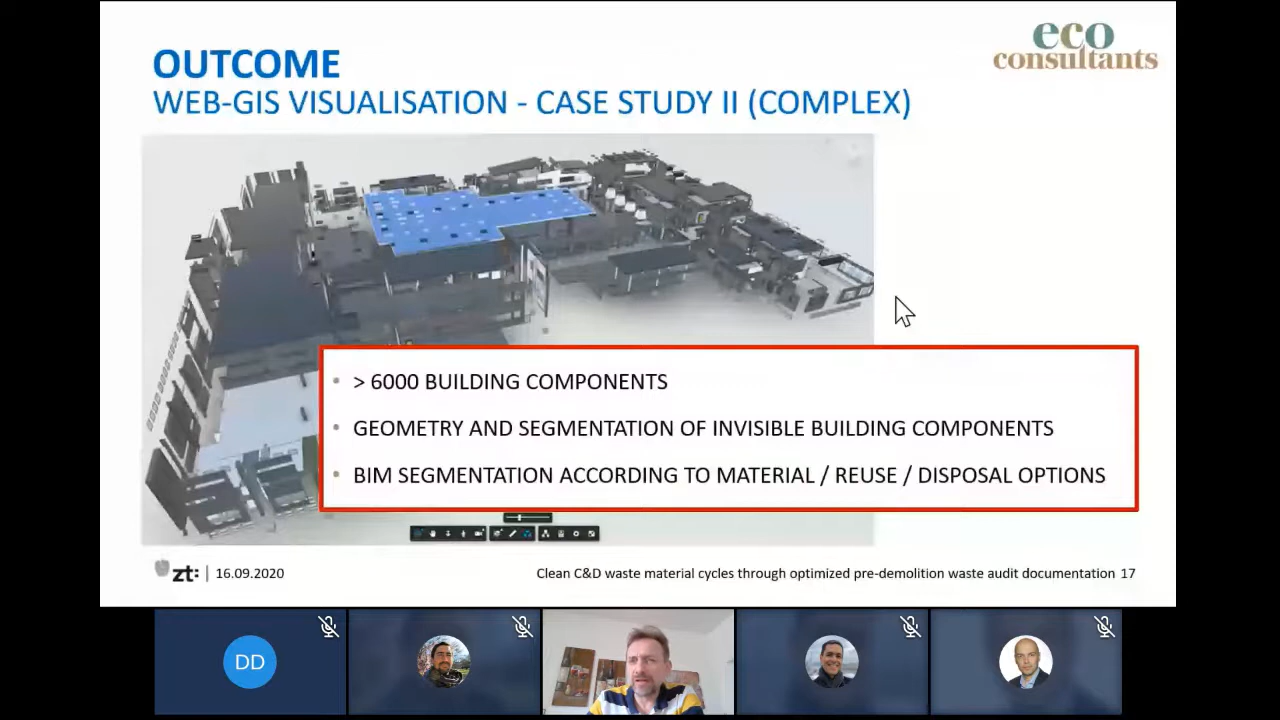 eco
consultants
OUTCOME
WEB-GIS VISUALISATION - CASE STUDY II (COMPLEX)
• > 6000 BUILDING COMPONENTS
• GEOMETRY AND SEGMENTATION OF INVISIBLE BUILDING COMPONENTS
• BIM SEGMENTATION ACCORDING TO MATERIAL / REUSE / DISPOSAL OPTIONS
zt: | 16.09.2020
Clean C&D waste material cycles through optimized pre-demolition waste audit documentation 17
DD